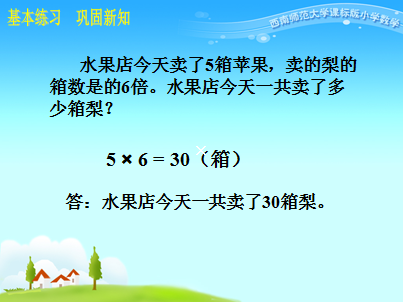 基本练习 巩固新知
西南师范大学课标版小学数学
水果店今天卖了5箱苹果，卖的梨的
箱数是的6倍。水果店今天一共卖了多
少箱梨？
5 × 6 = 30（箱）
答：水果店今天一共卖了30箱梨。